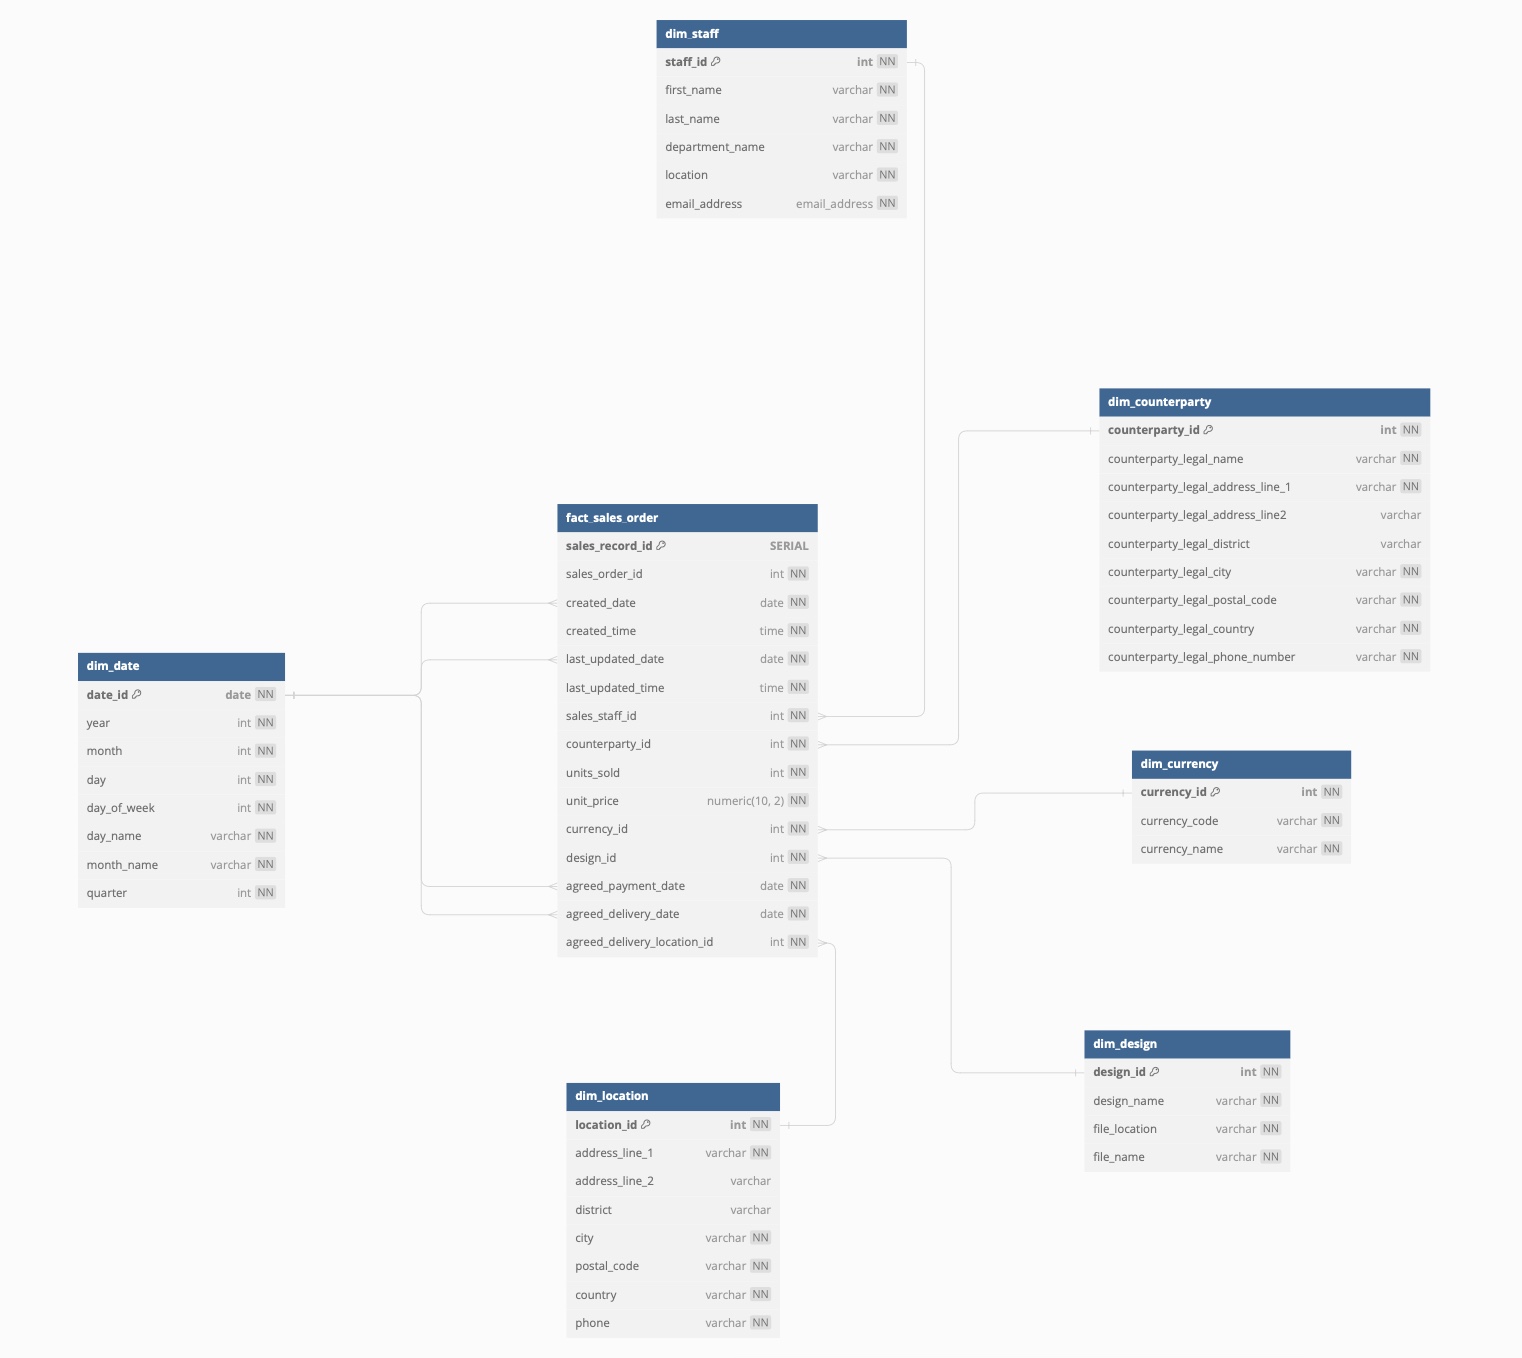 dim_staff
staff_id int NN
first_name varchar NN
last_name varchar NN
department_name varchar NN
location varchar NN
email_address email_address NN
dim_counterparty
counterparty_id int NN
counterparty_legal_name varchar NN
counterparty_legal_address_line_1 varchar NN
counterparty_legal_address_line2 varchar
counterparty_legal_district varchar
counterparty_legal_city varchar NN
counterparty_legal_postal_code varchar NN
counterparty_legal_country varchar NN
counterparty_legal_phone_number varchar NN
fact_sales_order
sales_record_id SERIAL
sales_order_id int NN
created_date date NN
created_time time NN
last_updated_date date NN
last_updated_time time NN
sales_staff_id int NN
counterparty_id int NN
units_sold int NN
unit_price numeric(10, 2) NN
currency_id int NN
design_id int NN
agreed_payment_date date NN
agreed_delivery_date date NN
agreed_delivery_location_id int NN
dim_date
date_id date NN
year int NN
month int NN
day int NN
day_of_week int NN
day_name varchar NN
month_name varchar NN
quarter int NN
dim_currency
currency_id int NN
currency_code varchar NN
currency_name varchar NN
dim_design
design_id int NN
design_name varchar NN
file_location varchar NN
file_name varchar NN
dim_location
location_id int NN
address_line_1 varchar NN
address_line_2 varchar
district varchar
city varchar NN
postal_code varchar NN
country varchar NN
phone varchar NN